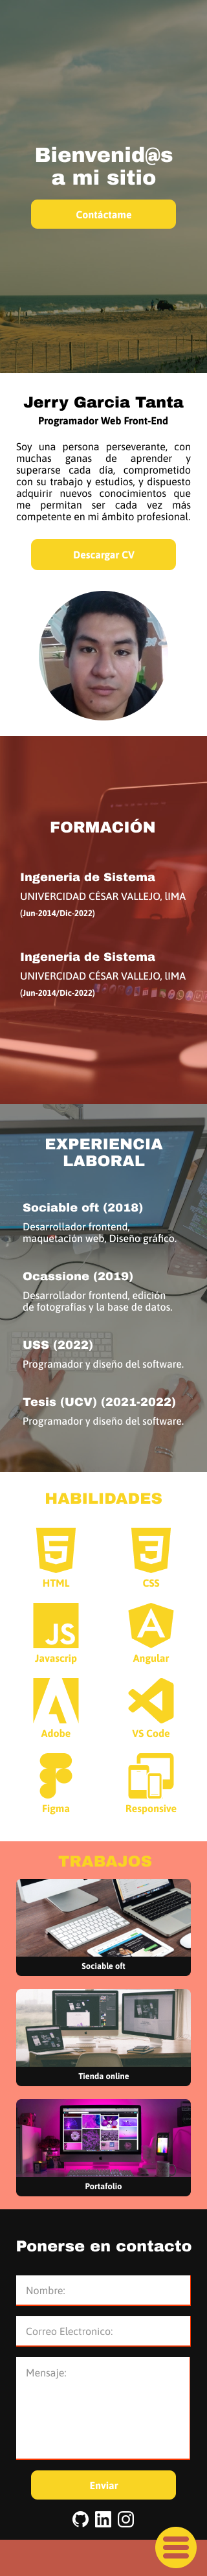 Bienvenid@s
a mi sitio
Contáctame
Jerry Garcia Tanta
Programador Web Front-End
Soy una persona perseverante, con
muchas ganas de aprender y
superarse cada día, comprometido
con su trabajo y estudios, y dispuesto
adquirir nuevos conocimientos que
me permitan ser cada vez más
competente en mi ámbito profesional.
Descargar CV
FORMACIÓN
Ingeneria de Sistema
UNIVERCIDAD CÉSAR VALLEJO, lIMA
(Jun-2014/Dic-2022)
Ingeneria de Sistema
UNIVERCIDAD CÉSAR VALLEJO, lIMA
(Jun-2014/Dic-2022)
EXPERIENCIA
LABORAL
Sociable oft (2018)
Desarrollador frontend,
maquetación web, Diseño gráfico.
Ocassione (2019)
Desarrollador frontend, edición
de fotografías y la base de datos.
USS (2022)
Programador y diseño del software.
Tesis (UCV) (2021-2022)
Programador y diseño del software.
HABILIDADES
HTML
CSS
JS
Javascrip
Angular
Adobe
VS Code
Figma
Responsive
TRABAJOS
Sociable oft
Tienda online
Portafolio
Ponerse en contacto
Nombre:
Correo Electronico:
Mensaje:
Enviar